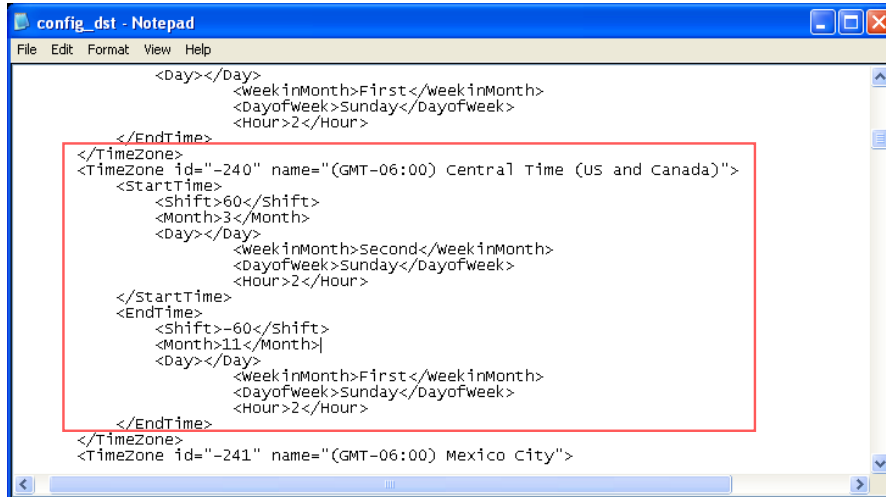 config_dst - Notepad
File Edit Format View Help
<Day></Day>
<WeekinMonth>First</WeekinMonth>
<DayofWeek>Sunday</DayofWeek>
<Hour>2</Hour>
</EndTime>
</TimeZone>
<TimeZone id="-240" name="(GMT-06:00) Central Time (US and Canada)">
<StartTime>
<Shift>60</Shift>
<Month>3</Month>
<Day></Day>
<WeekinMonth>Second</WeekinMonth>
<DayofWeek>Sunday</DayofWeek>
<Hour>2</Hour>
</StartTime>
<EndTime>
<Shift>-60</Shift>
<Month>11</Month>
<Day></Day>
<WeekinMonth>First</WeekinMonth>
<DayofWeek>Sunday</DayofWeek>
<Hour>2</Hour>
</EndTime>
</TimeZone>
<TimeZone id="-241" name="(GMT-06:00) Mexico City">